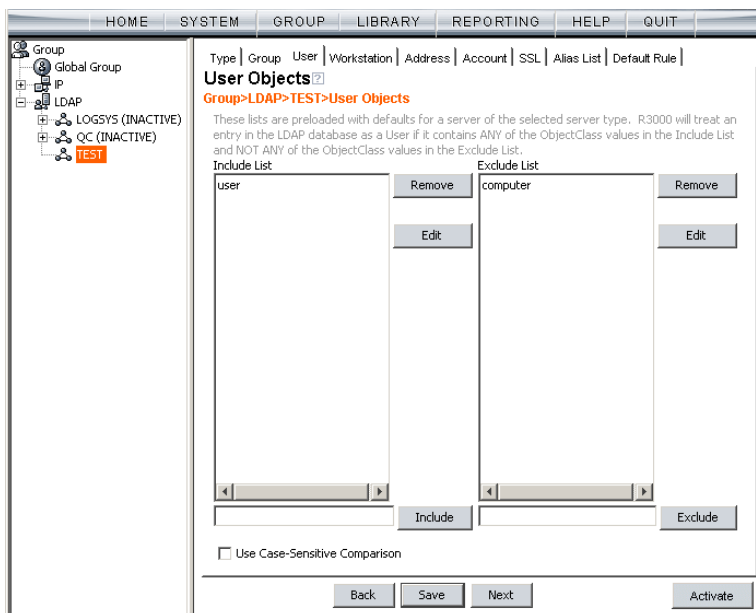 HOME SYSTEM GROUP LIBRARY REPORTING HELP QUIT
Group
Global Group
IP
LDAP
LOGSYS (INACTIVE)
QC (INACTIVE)
TEST
Type Group User Workstation Address Account SSL Alias List Default Rule
User Objects ?
Group>LDAP>TEST>User Objects
These lists are preloaded with defaults for a server of the selected server type. R3000 will treat an
entry in the LDAP database as a User if it contains ANY of the ObjectClass values in the Include List
and NOT ANY of the ObjectClass values in the Exclude List.
Include List Exclude List
user Remove computer Remove
Edit Edit
Include Exclude
Use Case-Sensitive Comparison
Back Save Next Activate